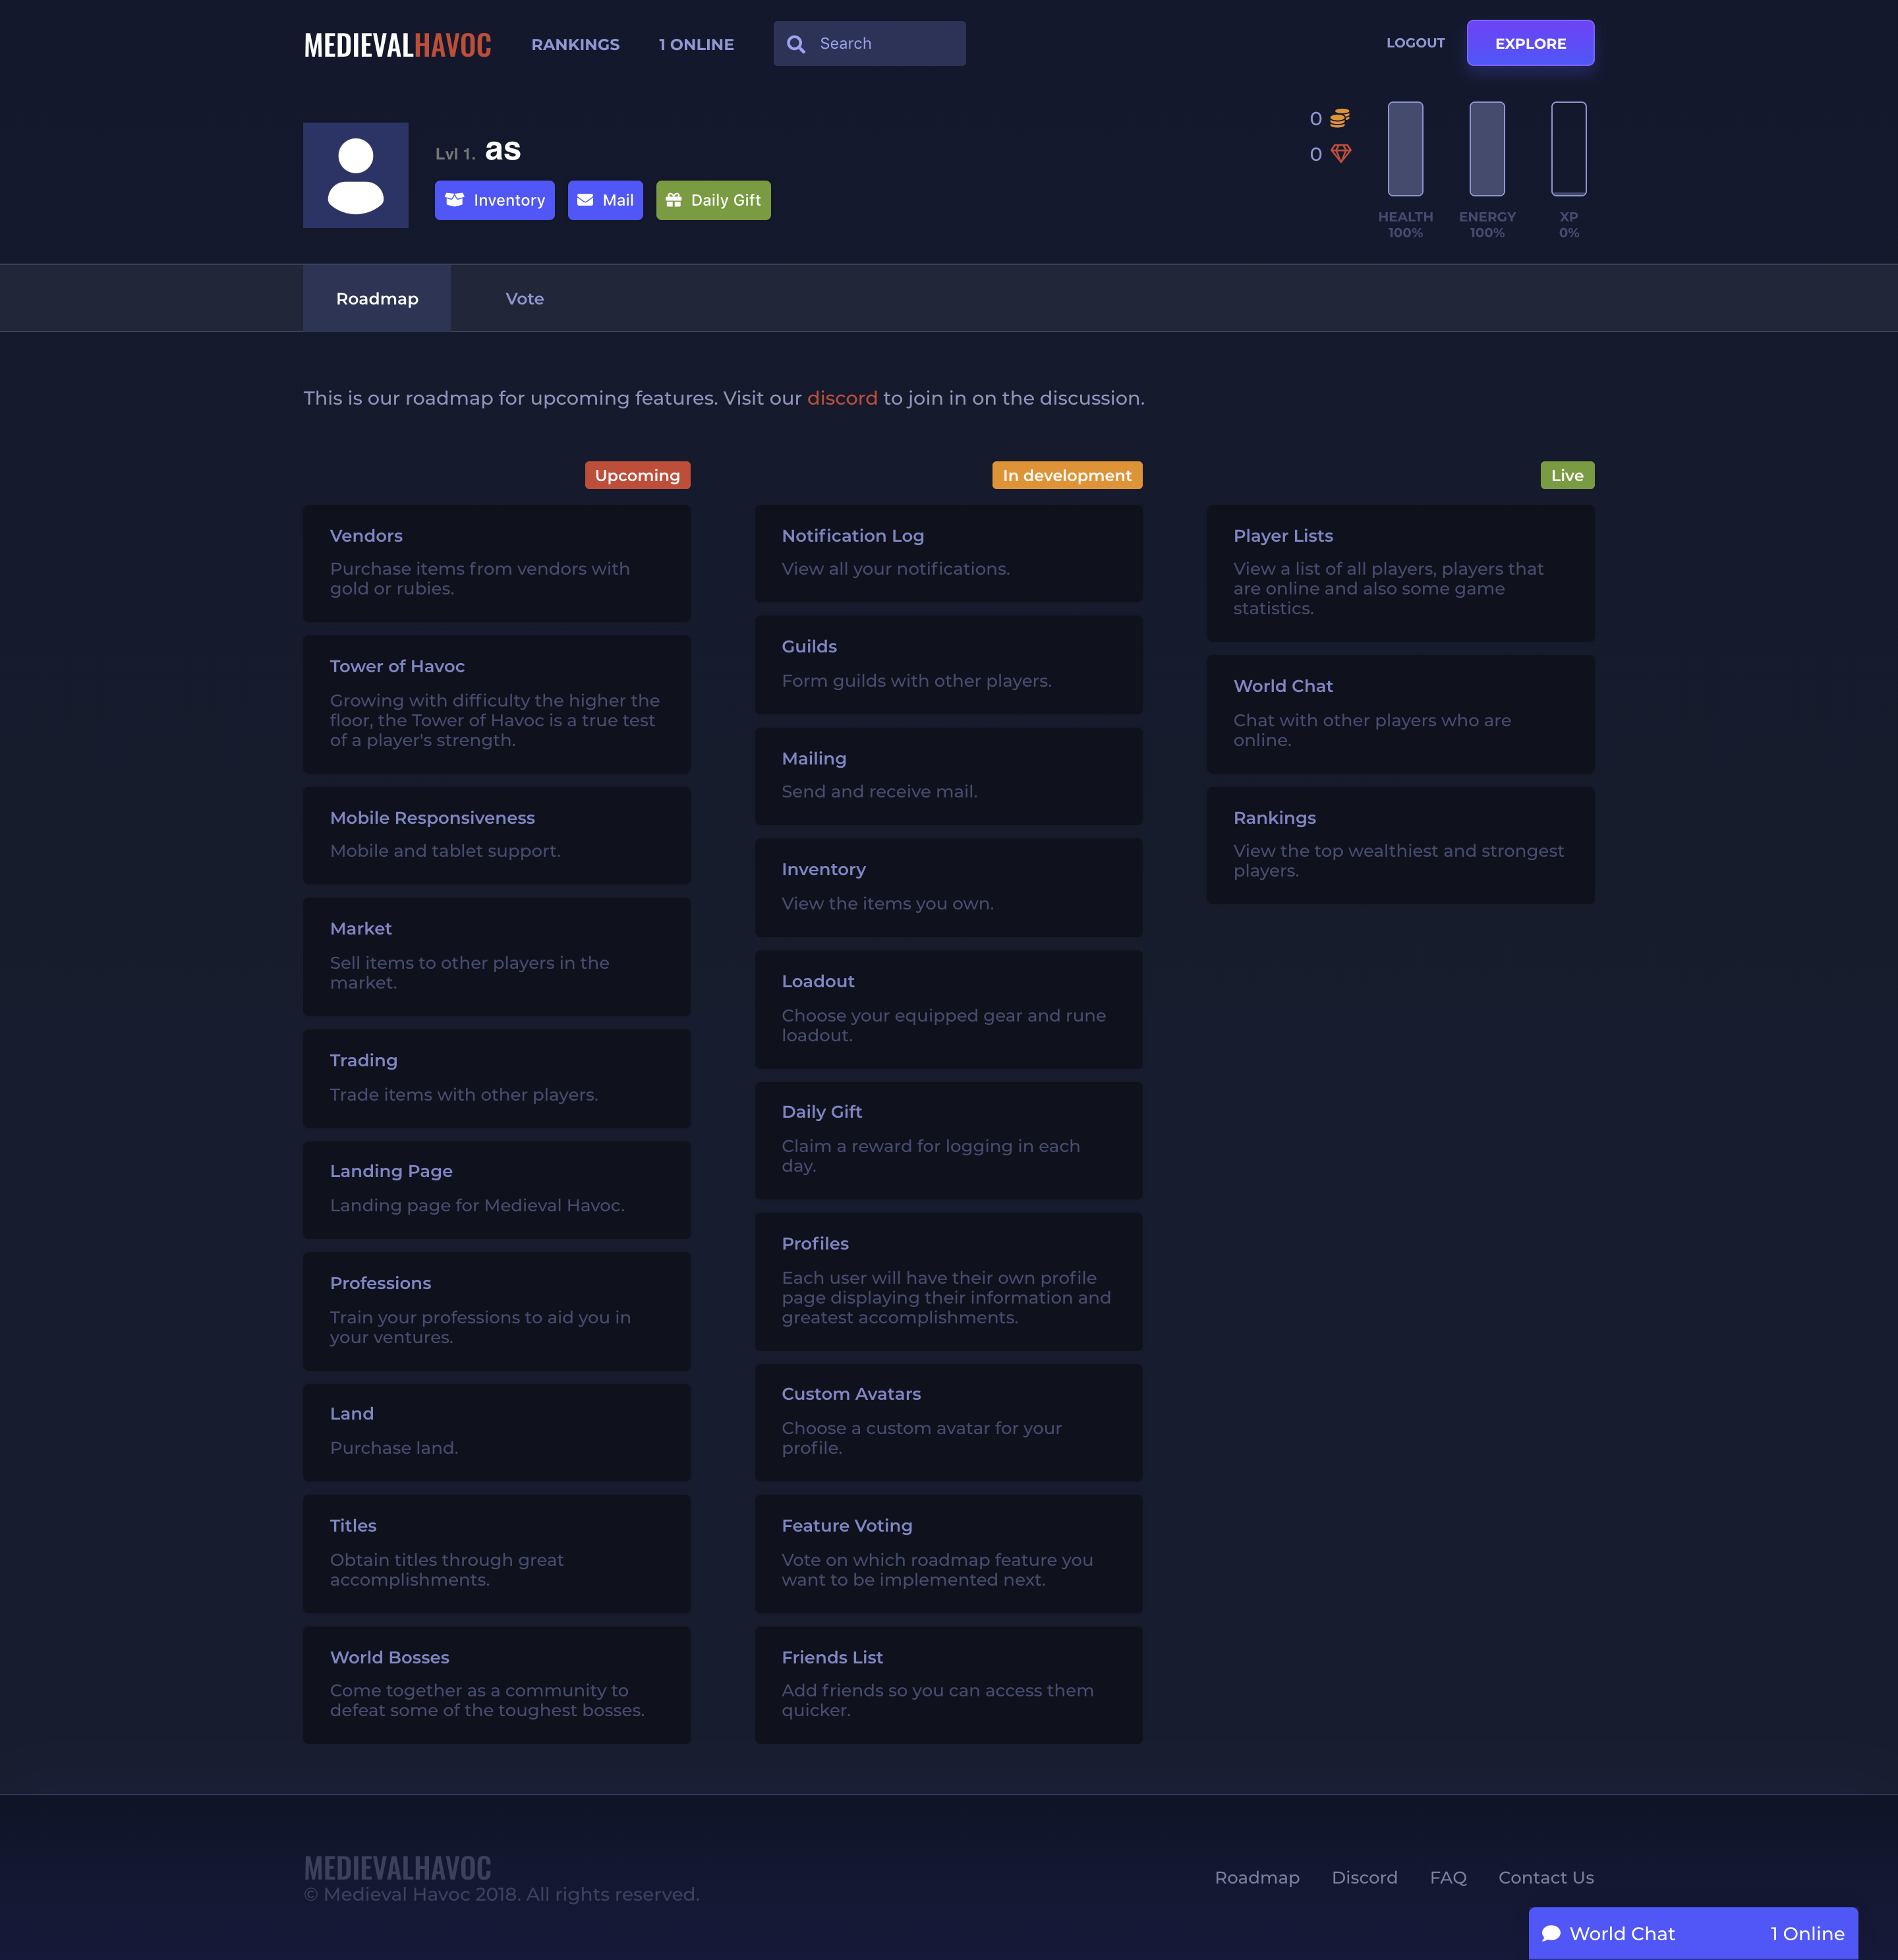 MEDIEVALHAVOC
RANKINGS
1 ONLINE
Search
LOGOUT
EXPLORE
Lvl 1. as
Inventory
Mail
Daily Gift
0
0
HEALTH
100%
ENERGY
100%
XP
0%
Roadmap
Vote
This is our roadmap for upcoming features. Visit our discord to join in on the discussion.
Upcoming
Vendors
Purchase items from vendors with
gold or rubies.
Tower of Havoc
Growing with difficulty the higher the
floor, the Tower of Havoc is a true test
of a player's strength.
Mobile Responsiveness
Mobile and tablet support.
Market
Sell items to other players in the
market.
Trading
Trade items with other players.
Landing Page
Landing page for Medieval Havoc.
Professions
Train your professions to aid you in
your ventures.
Land
Purchase land.
Titles
Obtain titles through great
accomplishments.
World Bosses
Come together as a community to
defeat some of the toughest bosses.
In development
Notification Log
View all your notifications.
Guilds
Form guilds with other players.
Mailing
Send and receive mail.
Inventory
View the items you own.
Loadout
Choose your equipped gear and rune
loadout.
Daily Gift
Claim a reward for logging in each
day.
Profiles
Each user will have their own profile
page displaying their information and
greatest accomplishments.
Custom Avatars
Choose a custom avatar for your
profile.
Feature Voting
Vote on which roadmap feature you
want to be implemented next.
Friends List
Add friends so you can access them
quicker.
Live
Player Lists
View a list of all players, players that
are online and also some game
statistics.
World Chat
Chat with other players who are
online.
Rankings
View the top wealthiest and strongest
players.
MEDIEVALHAVOC
© Medieval Havoc 2018. All rights reserved.
Roadmap
Discord
FAQ
Contact Us
World Chat
1 Online